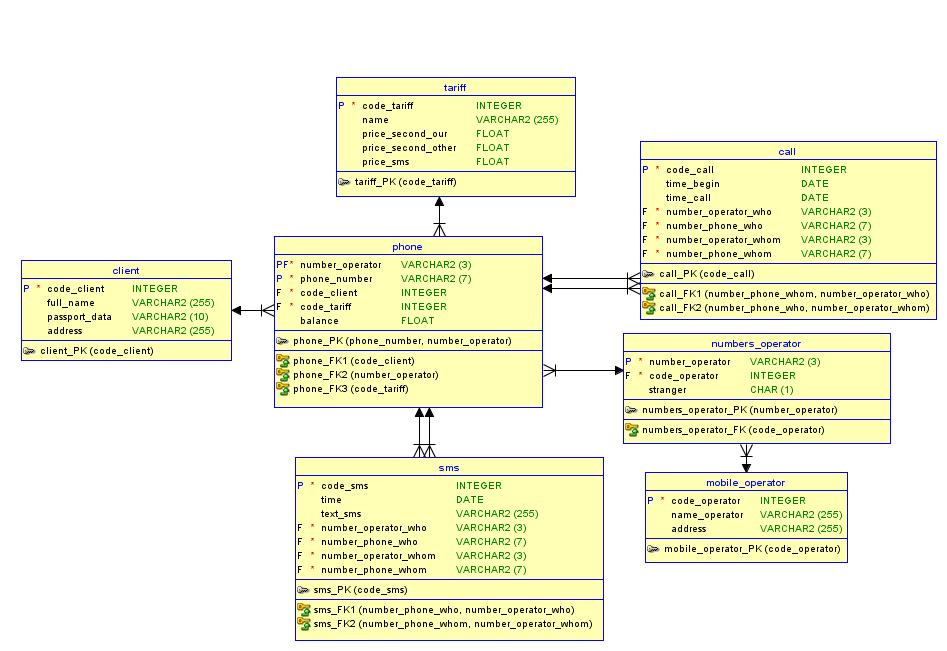 tariff
P * code_tariff INTEGER
name VARCHAR2 (255)
price_second_our FLOAT
price_second_other FLOAT
price_sms FLOAT
tariff_PK (code_tariff)
call
P * code_call INTEGER
time_begin DATE
time_call DATE
F * number_operator_who VARCHAR2 (3)
F * number_phone_who VARCHAR2 (7)
F * number_operator_whom VARCHAR2 (3)
F * number_phone_whom VARCHAR2 (7)
call_PK (code_call)
call_FK1 (number_phone_whom, number_operator_who)
call_FK2 (number_phone_who, number_operator_whom)
phone
PF* number_operator VARCHAR2 (3)
P * phone_number VARCHAR2 (7)
F * code_client INTEGER
F * code_tariff INTEGER
balance FLOAT
phone_PK (phone_number, number_operator)
phone_FK1 (code_client)
phone_FK2 (number_operator)
phone_FK3 (code_tariff)
client
P * code_client INTEGER
full_name VARCHAR2 (255)
passport_data VARCHAR2 (10)
address VARCHAR2 (255)
client_PK (code_client)
numbers_operator
P * number_operator VARCHAR2 (3)
F * code_operator INTEGER
stranger CHAR (1)
numbers_operator_PK (number_operator)
numbers_operator_FK (code_operator)
sms
P * code_sms INTEGER
time DATE
text_sms VARCHAR2 (255)
F * number_operator_who VARCHAR2 (3)
F * number_phone_who VARCHAR2 (7)
F * number_operator_whom VARCHAR2 (3)
F * number_phone_whom VARCHAR2 (7)
sms_PK (code_sms)
sms_FK1 (number_phone_who, number_operator_who)
sms_FK2 (number_phone_whom, number_operator_whom)
mobile_operator
P * code_operator INTEGER
name_operator VARCHAR2 (255)
address VARCHAR2 (255)
mobile_operator_PK (code_operator)